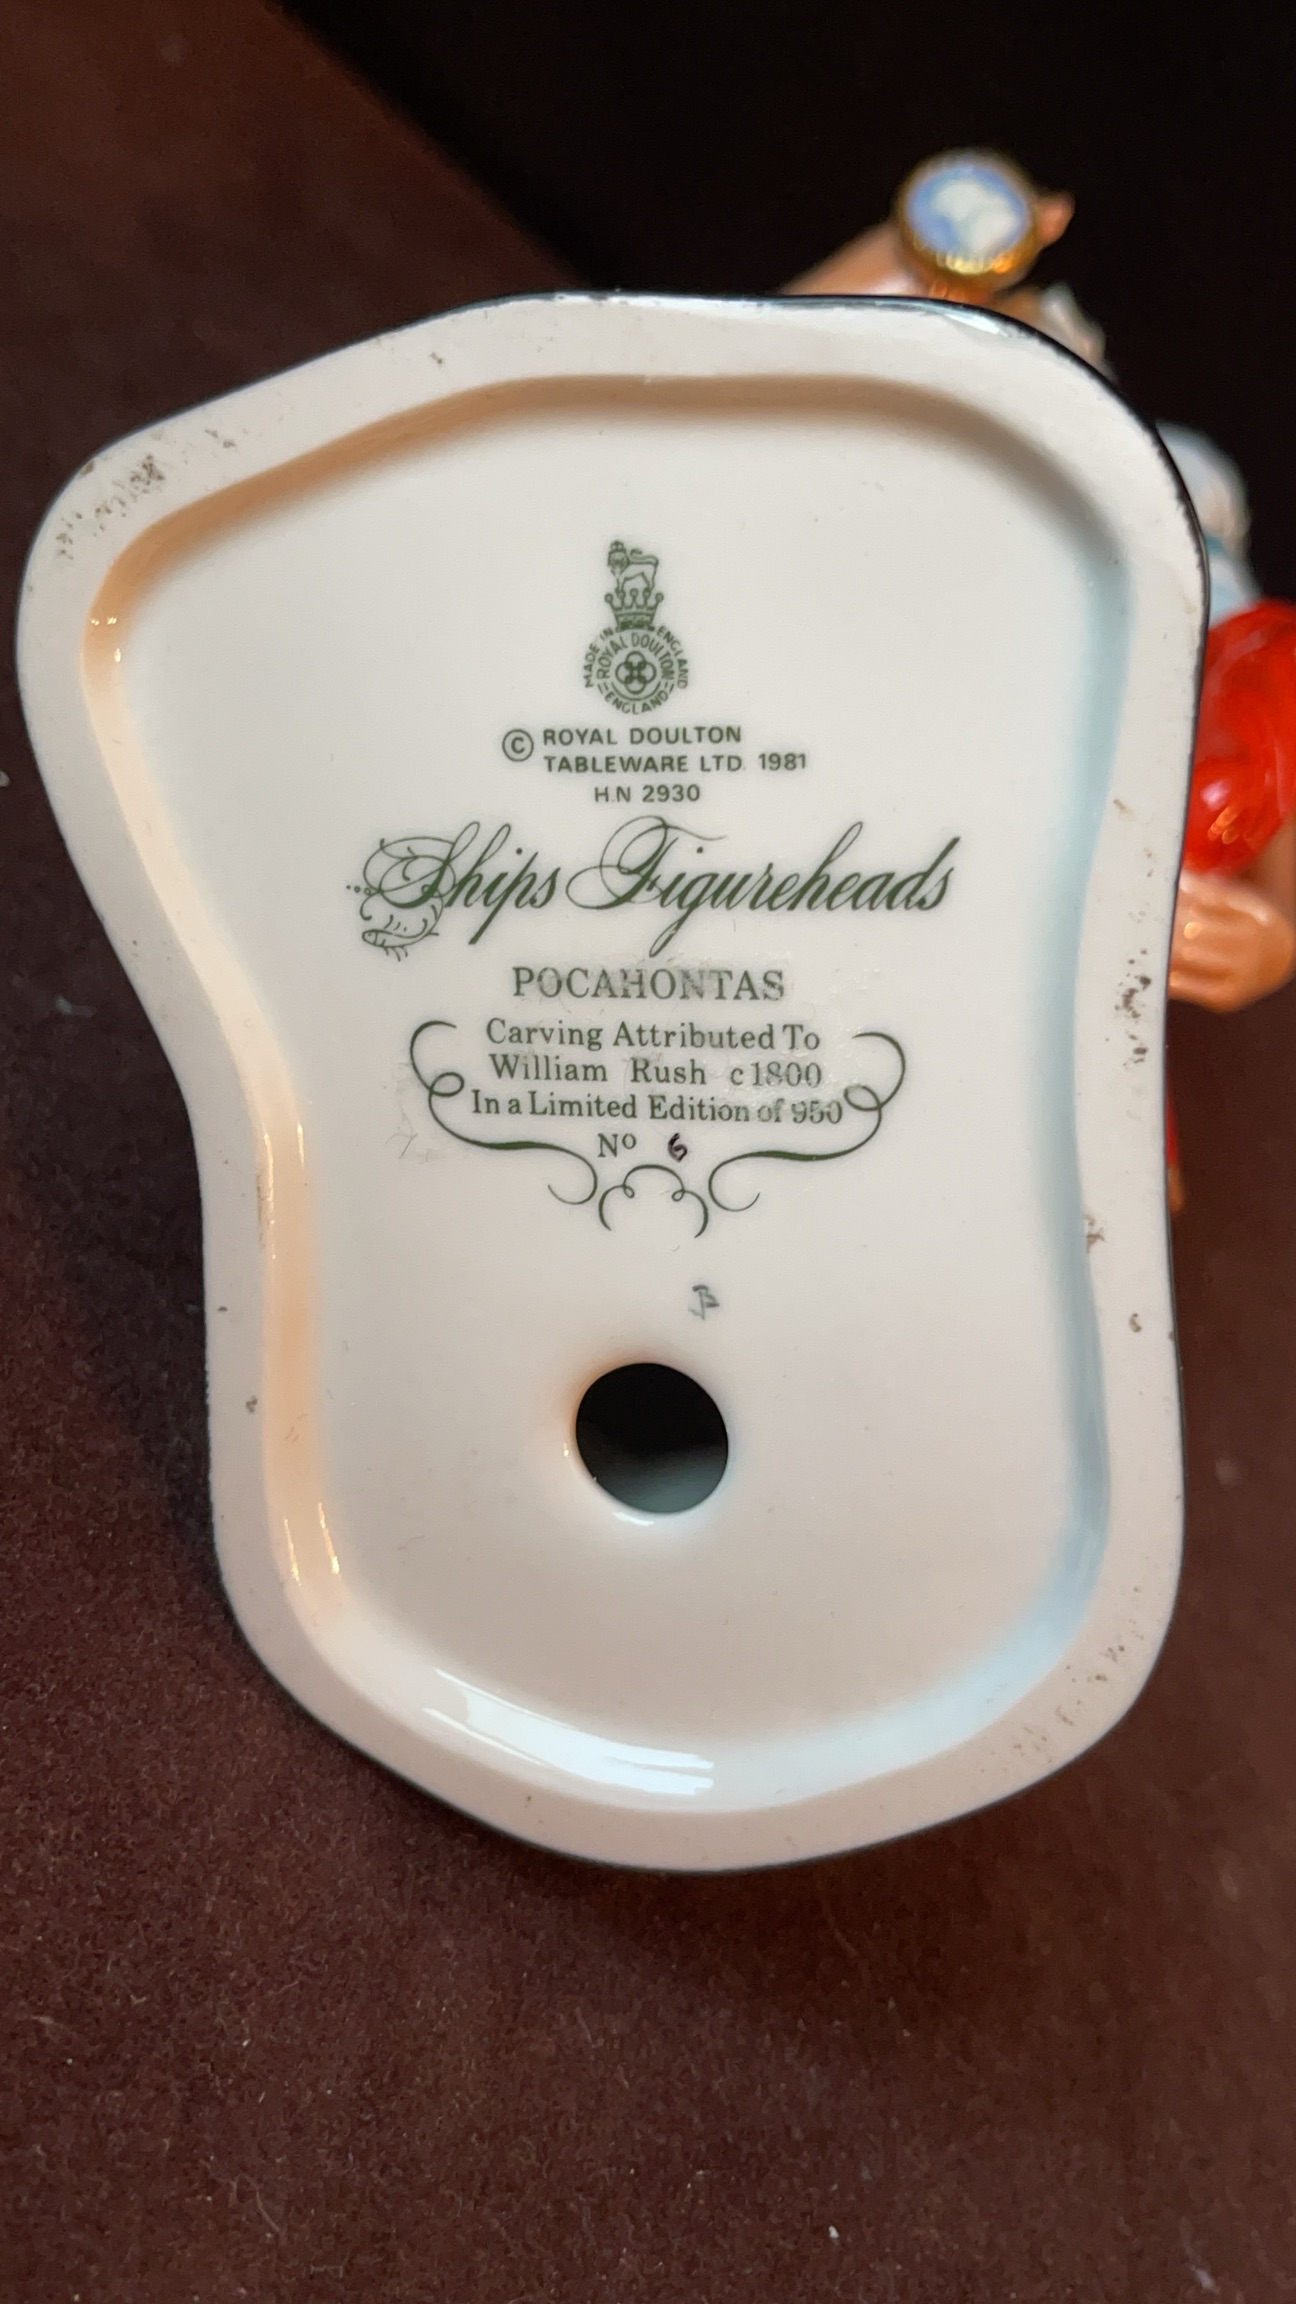 MADE IN ENGLAND
ROYAL DOULTON
ENGLAND
© ROYAL DOULTON
TABLEWARE LTD. 1981
H.N 2930
Ships Figureheads
POCAHONTAS
Carving Attributed To
William Rush c1800
In a Limited Edition of 950
Nº 6